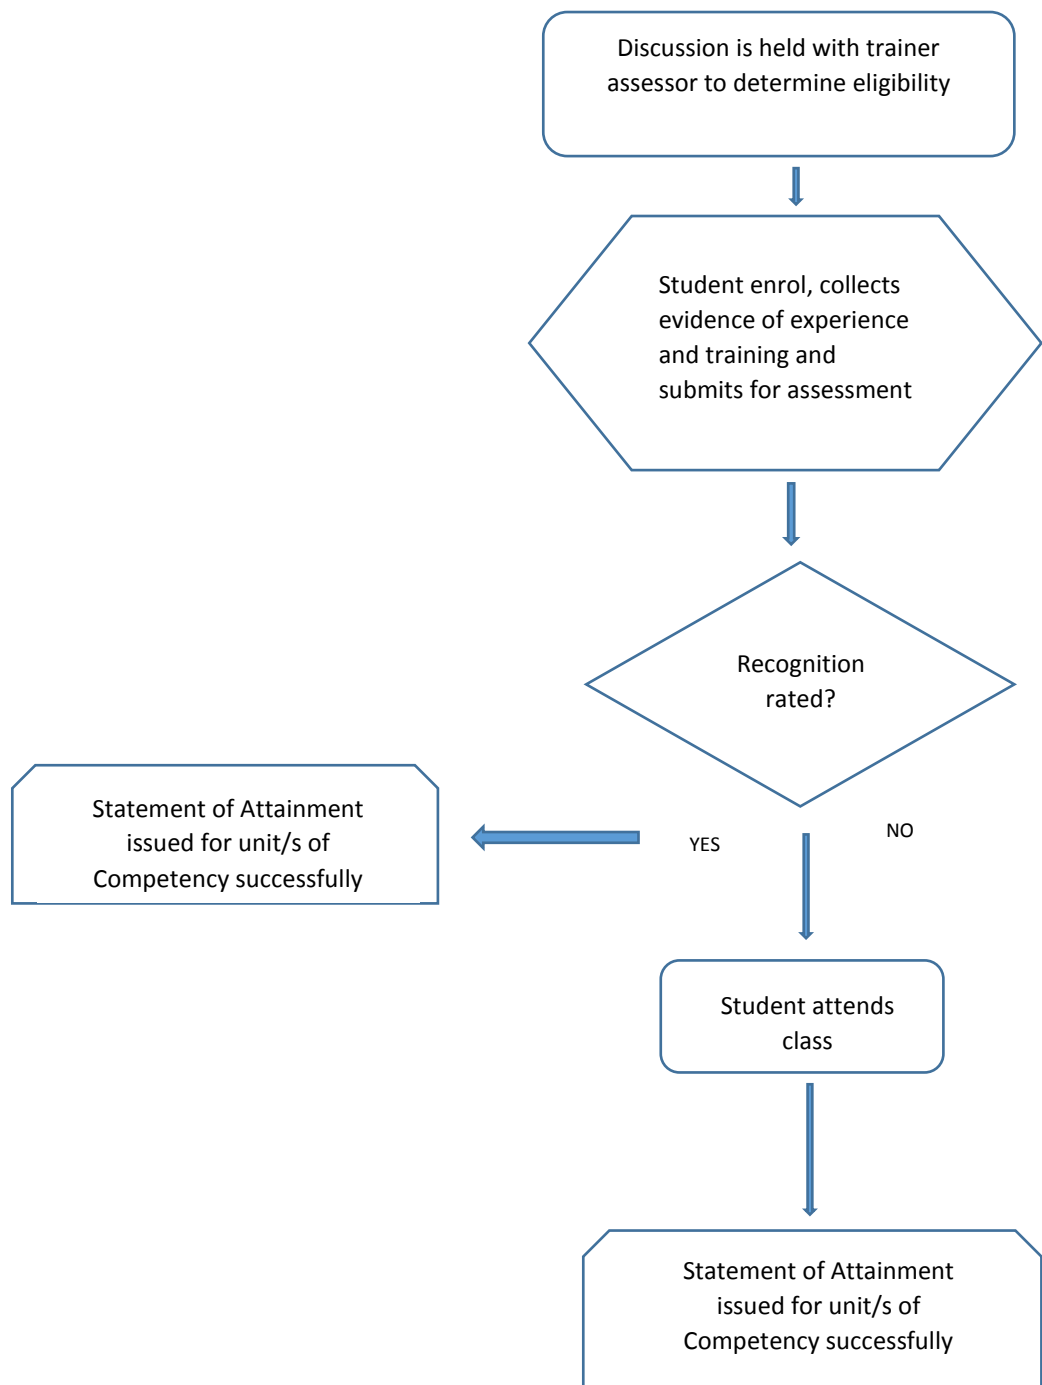 Discussion is held with trainer
assessor to determine eligibility
Student enrol, collects
evidence of experience
and training and
submits for assessment
Recognition
rated?
Statement of Attainment
issued for unit/s of
Competency successfully
YES
NO
Student attends
class
Statement of Attainment
issued for unit/s of
Competency successfully